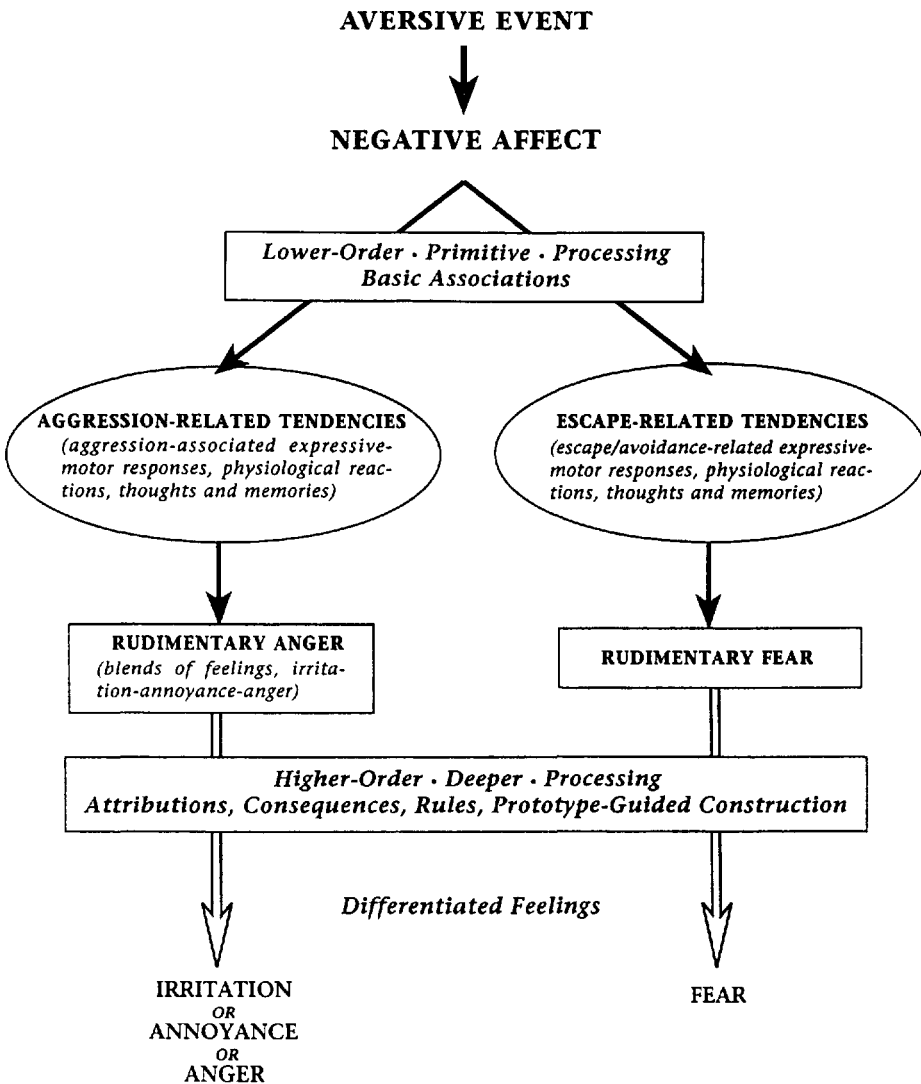 AVERSIVE EVENT
NEGATIVE AFFECT
Lower-Order · Primitive · Processing
Basic Associations
AGGRESSION-RELATED TENDENCIES
(aggression-associated expressive-
motor responses, physiological reac-
tions, thoughts and memories)
ESCAPE-RELATED TENDENCIES
(escape/avoidance-related expressive-
motor responses, physiological reac-
tions, thoughts and memories)
RUDIMENTARY ANGER
(blends of feelings, irrita-
tion-annoyance-anger)
RUDIMENTARY FEAR
Higher-Order · Deeper · Processing
Attributions, Consequences, Rules, Prototype-Guided Construction
Differentiated Feelings
IRRITATION
OR
ANNOYANCE
OR
ANGER
FEAR